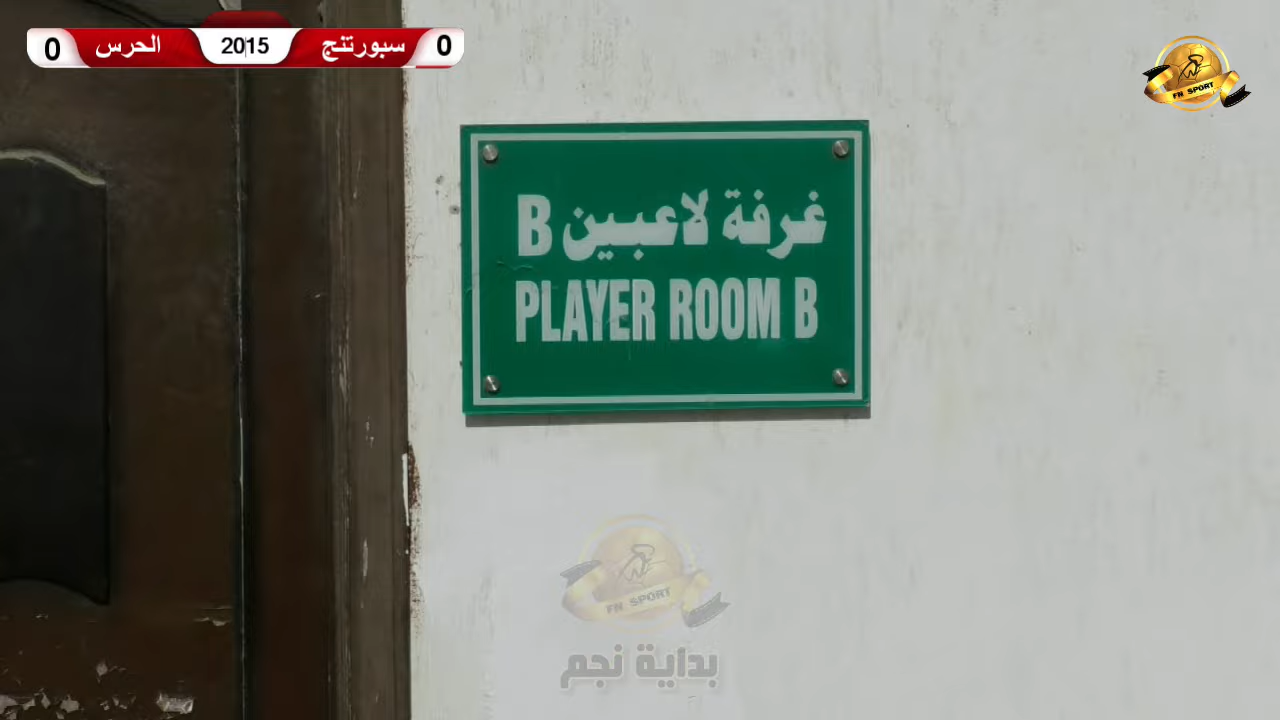 0 الحرس 2015 سبورتنج 0
FN SPORT
غرفة لاعبين B
PLAYER ROOM B
FN SPORT
بداية نجم